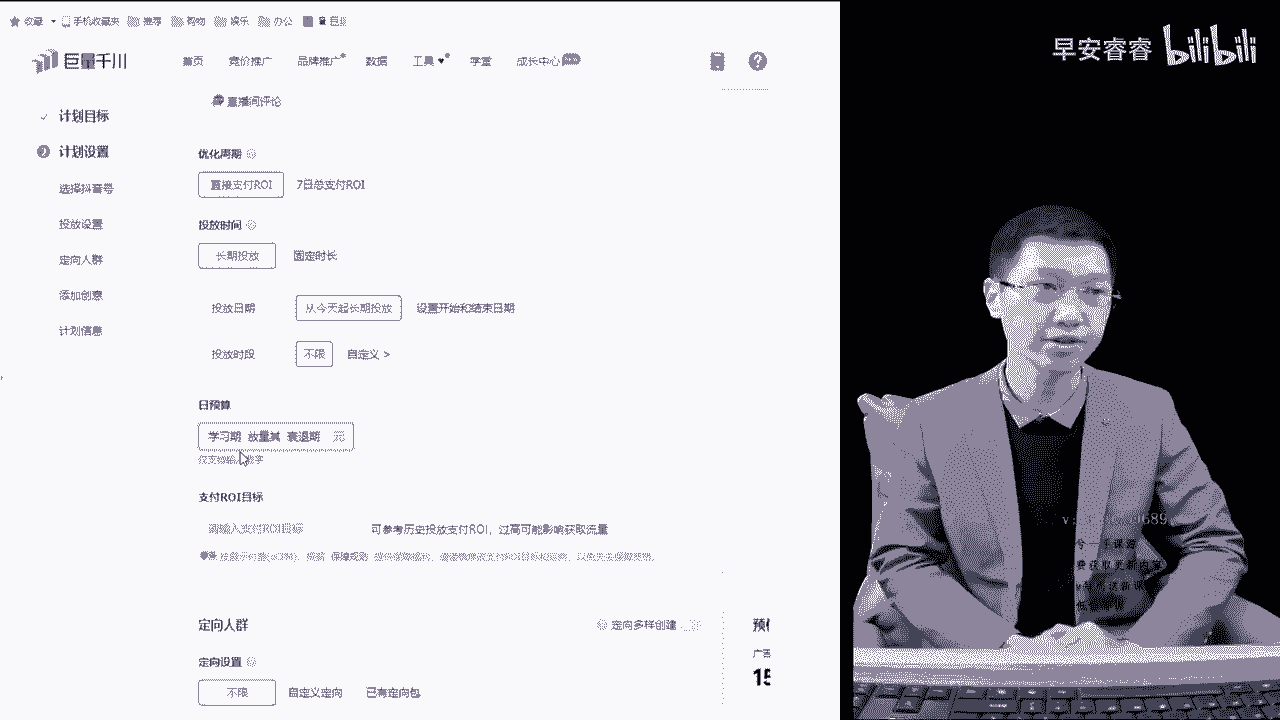 收藏 手机收藏夹 推荐 购物 娱乐 办公 巨量
巨量千川 首页 竞价推广 品牌推广 数据 工具 学堂 成长中心
早安睿睿 bilibili
直播间评论
计划目标
计划设置
选择抖音号
投放设置
定向人群
添加创意
计划信息
优化周期
直接支付ROI 7日总支付ROI
投放时间
长期投放 固定时长
投放日期 从今天起长期投放 设置开始和结束日期
投放时段 不限 自定义 >
日预算
学习期 放量其 衰退期 元
支付ROI目标
请输入支付ROI目标 可参考历史投放支付ROI，过高可能影响获取流量
定向人群 定向多样创建
定向设置
不限 自定义定向 已有定向包
15